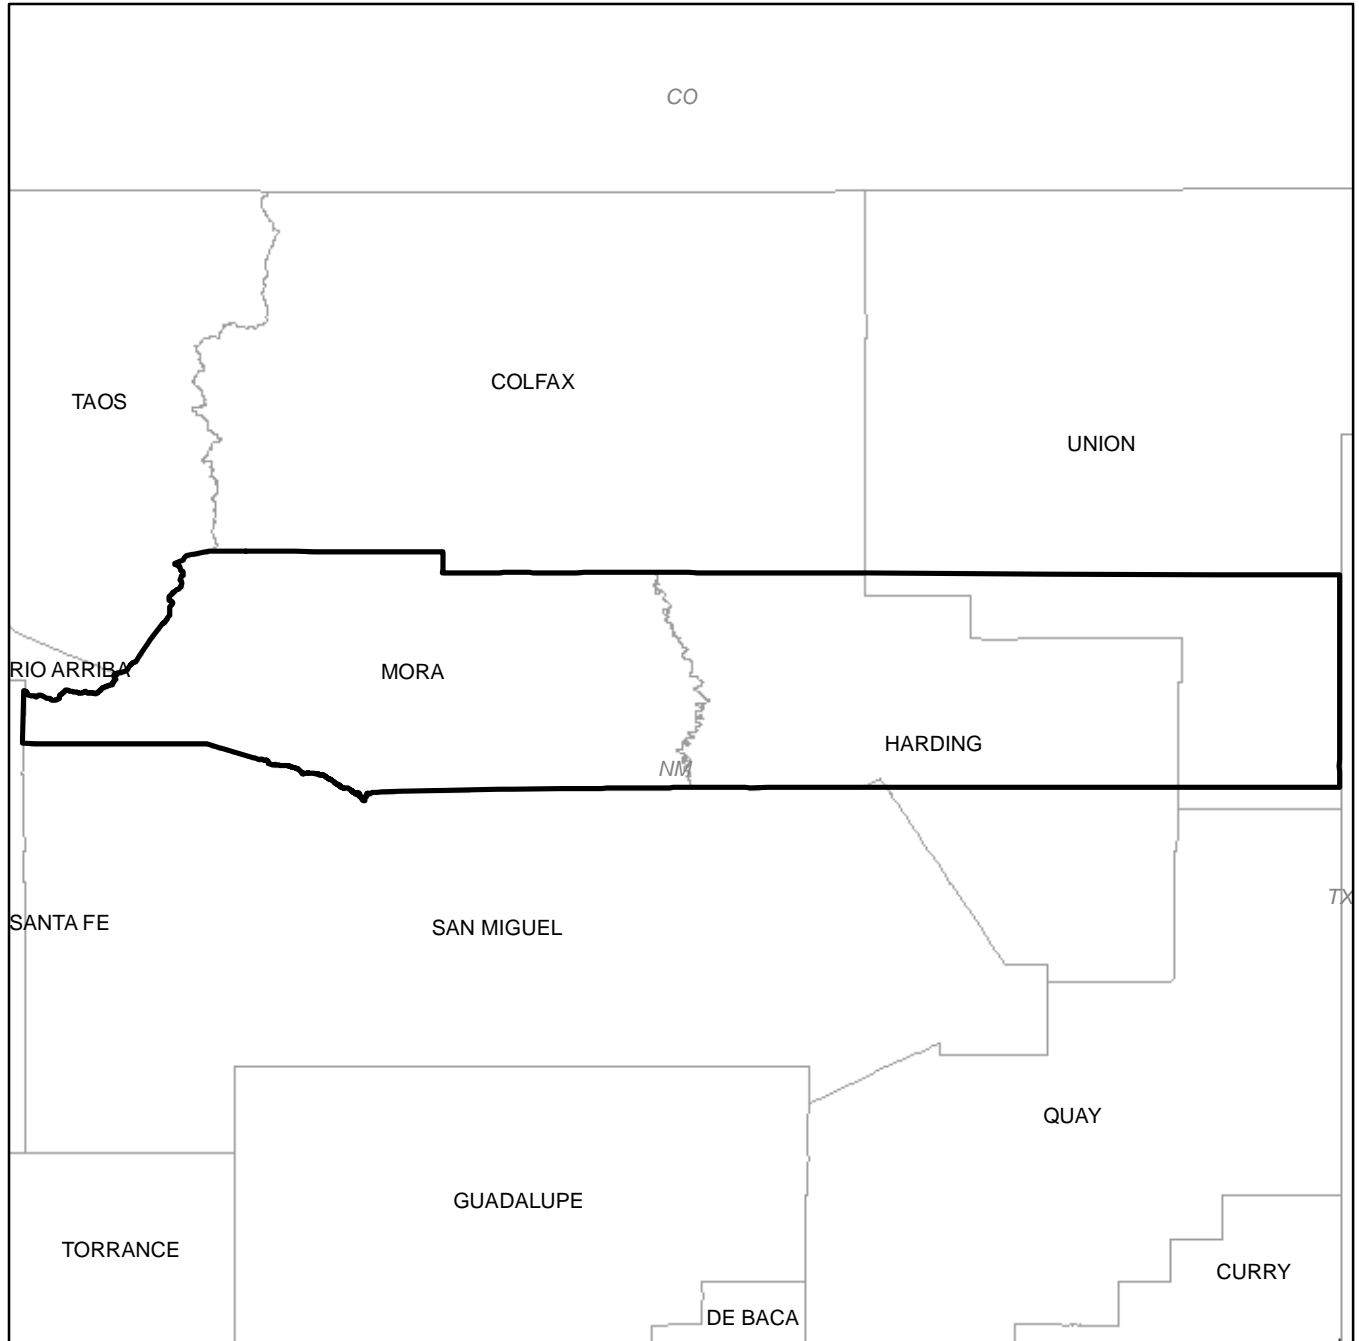 CO
COLFAX
TAOS
UNION
RIO ARRIBA
MORA
HARDING
NM
TX
SANTA FE
SAN MIGUEL
QUAY
GUADALUPE
TORRANCE
CURRY
DE BACA